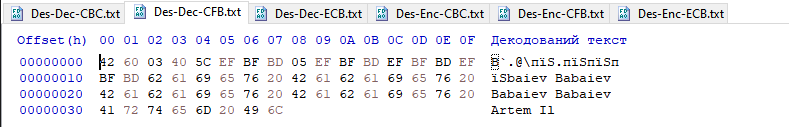 Des-Dec-CBC.txt Des-Dec-CFB.txt Des-Dec-ECB.txt Des-Enc-CBC.txt Des-Enc-CFB.txt Des-Enc-ECB.txt
Offset(h) 00 01 02 03 04 05 06 07 08 09 0A 0B 0C 0D 0E 0F Декодований текст
00000000 42 60 03 40 5C EF BF BD 05 EF BF BD EF BF BD EF B`.@\пїЅ.пїЅпїЅп
00000010 BF BD 62 61 69 65 76 20 42 61 62 61 69 65 76 20 їЅbaiev Babaiev
00000020 42 61 62 61 69 65 76 20 42 61 62 61 69 65 76 20 Babaiev Babaiev
00000030 41 72 74 65 6D 20 49 6C Artem Il